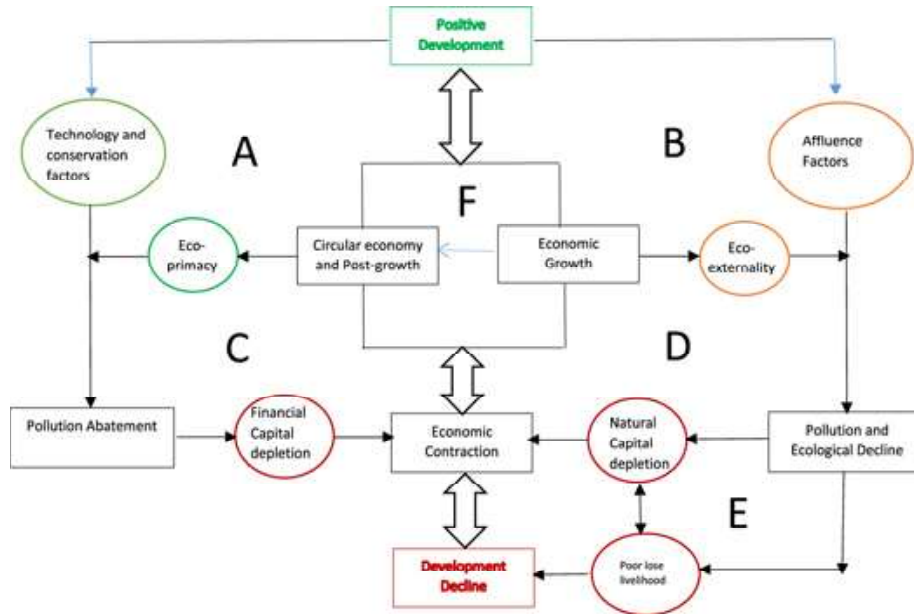 Positive
Development
Technology and
conservation
factors
A
B
Affluence
Factors
F
Eco-
primacy
Circular economy
and Post-growth
Economic
Growth
Eco-
externality
C
D
Pollution Abatement
Financial
Capital
depletion
Economic
Contraction
Natural
Capital
depletion
Pollution and
Ecological Decline
E
Development
Decline
Poor lose
livelihood